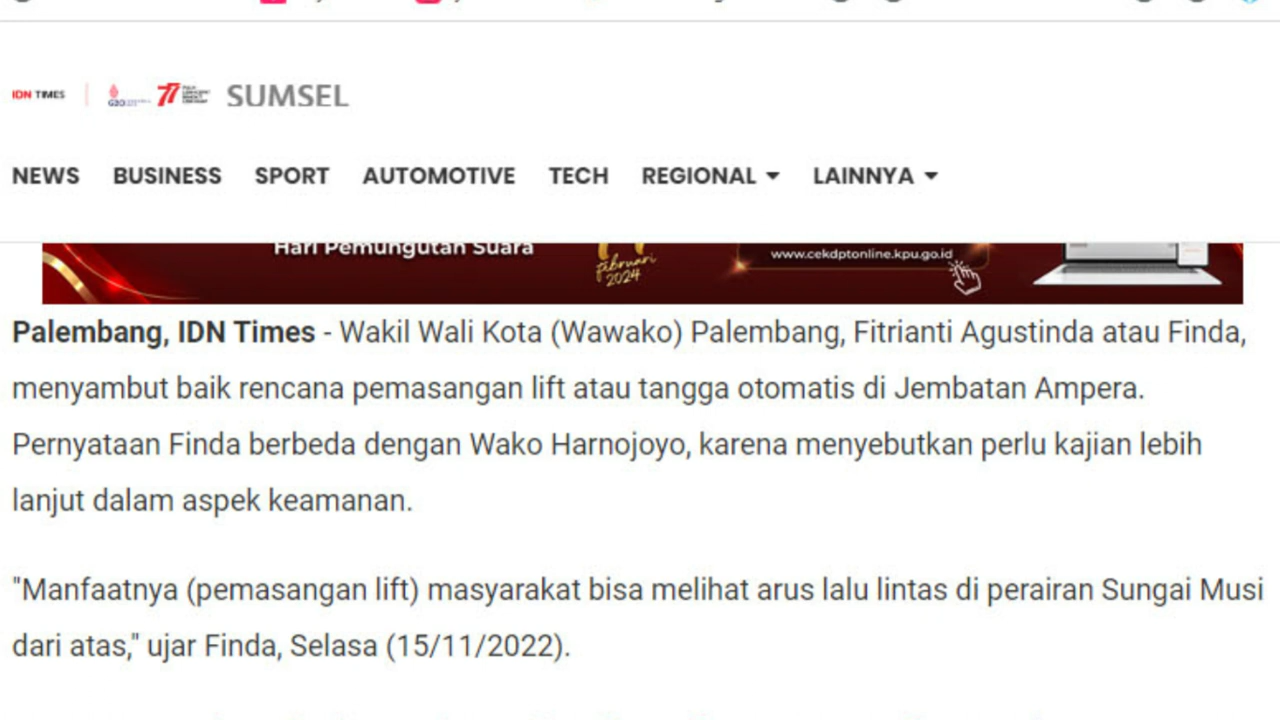 IDN TIMES SUMSEL
NEWS BUSINESS SPORT AUTOMOTIVE TECH REGIONAL LAINNYA
Hari Pemungutan Suara
Februari
2024
www.cekdptonline.kpu.go.id
Palembang, IDN Times - Wakil Wali Kota (Wawako) Palembang, Fitrianti Agustinda atau Finda,
menyambut baik rencana pemasangan lift atau tangga otomatis di Jembatan Ampera.
Pernyataan Finda berbeda dengan Wako Harnojoyo, karena menyebutkan perlu kajian lebih
lanjut dalam aspek keamanan.
"Manfaatnya (pemasangan lift) masyarakat bisa melihat arus lalu lintas di perairan Sungai Musi
dari atas," ujar Finda, Selasa (15/11/2022).